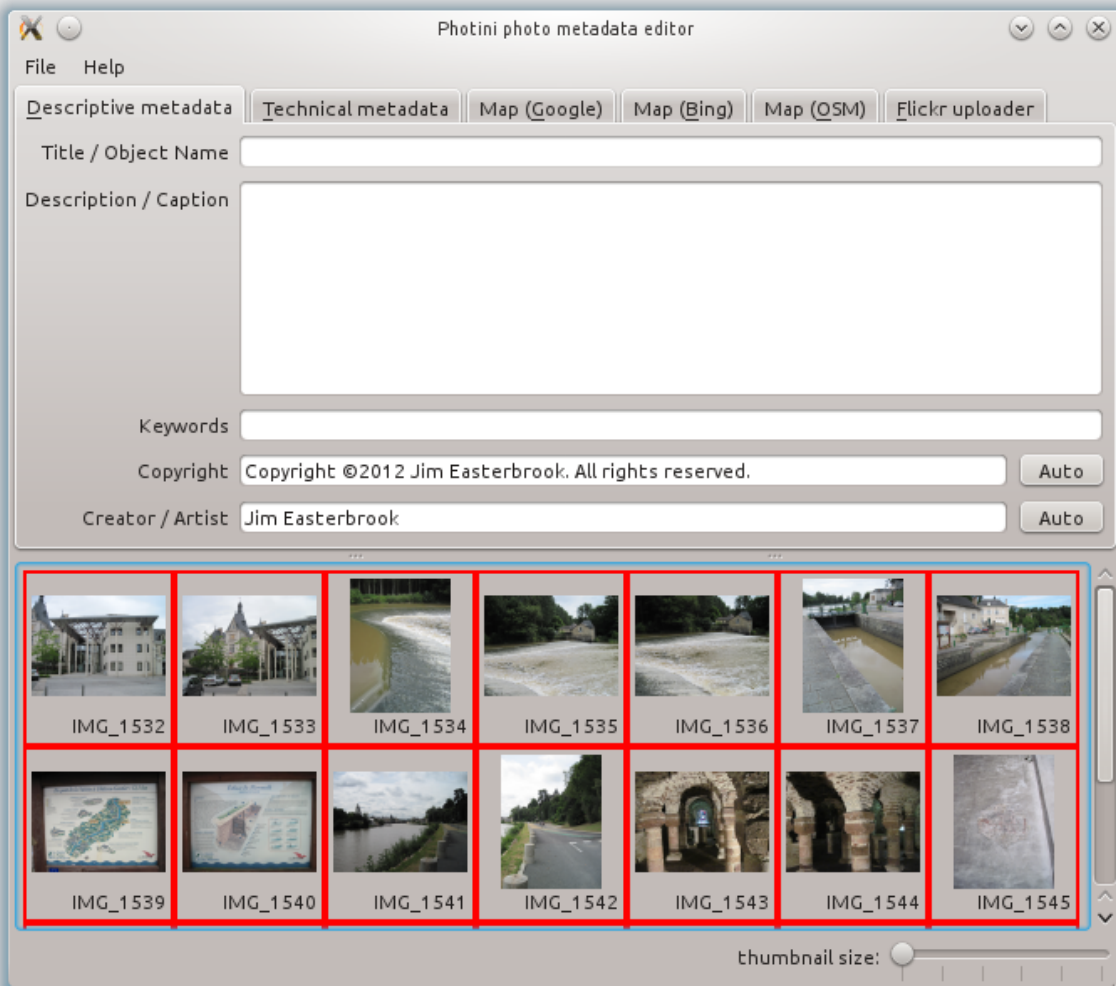 Photini photo metadata editor
File Help
Descriptive metadata Technical metadata Map (Google) Map (Bing) Map (OSM) Flickr uploader
Title / Object Name
Description / Caption
Keywords
Copyright Copyright ©2012 Jim Easterbrook. All rights reserved. Auto
Creator / Artist Jim Easterbrook Auto
IMG_1532 IMG_1533 IMG_1534 IMG_1535 IMG_1536 IMG_1537 IMG_1538
IMG_1539 IMG_1540 IMG_1541 IMG_1542 IMG_1543 IMG_1544 IMG_1545
thumbnail size: